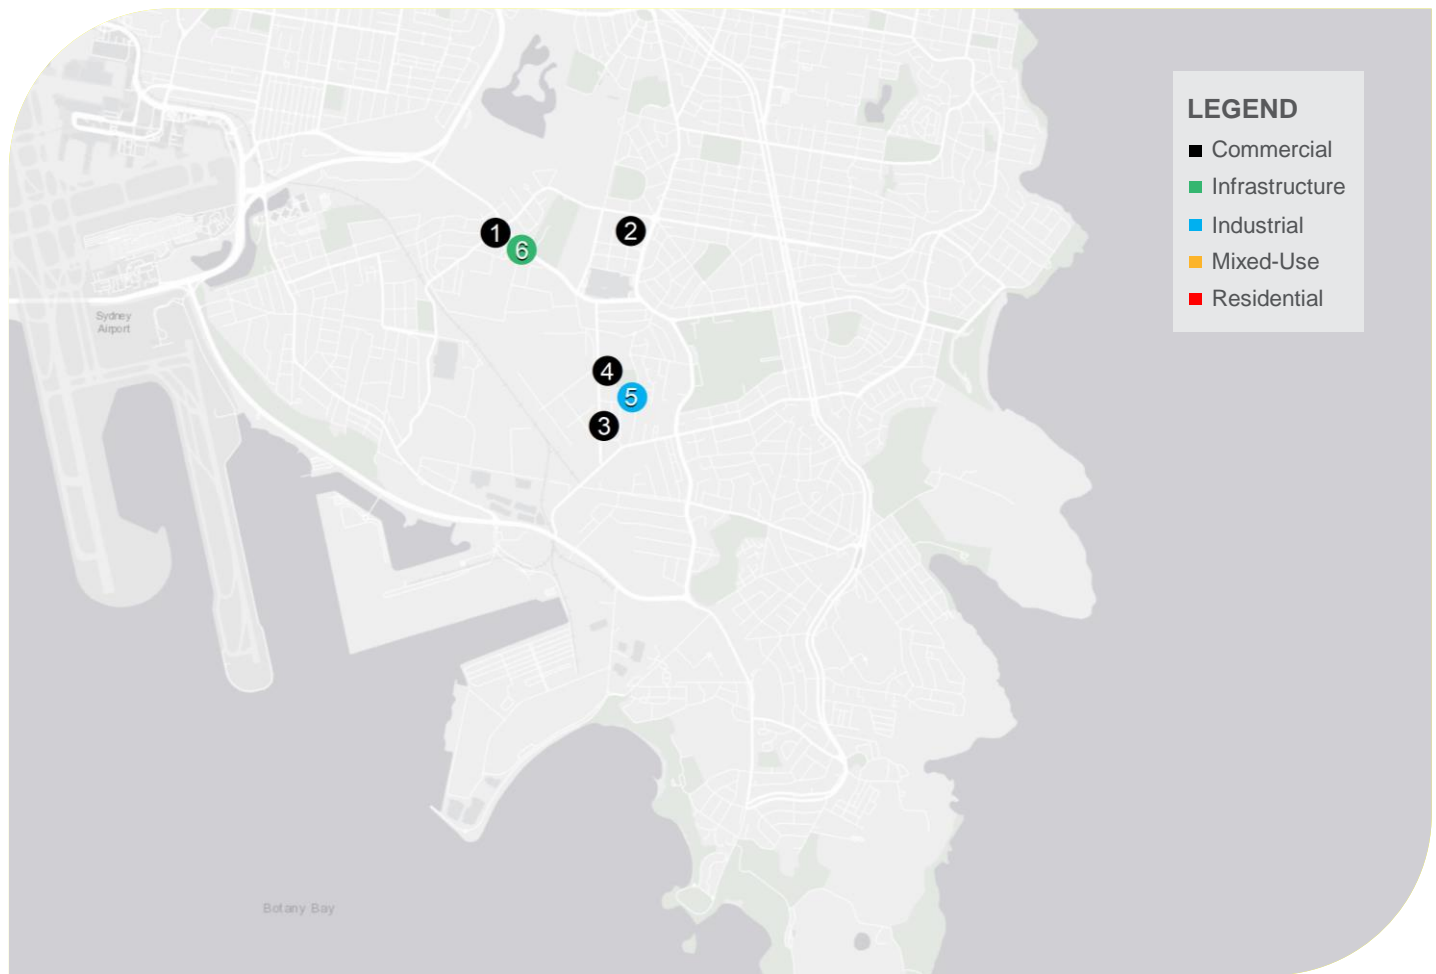 LEGEND
Commercial
Infrastructure
Industrial
Mixed-Use
Residential
1
2
6
Sydney
Airport
4
5
3
Botany Bay